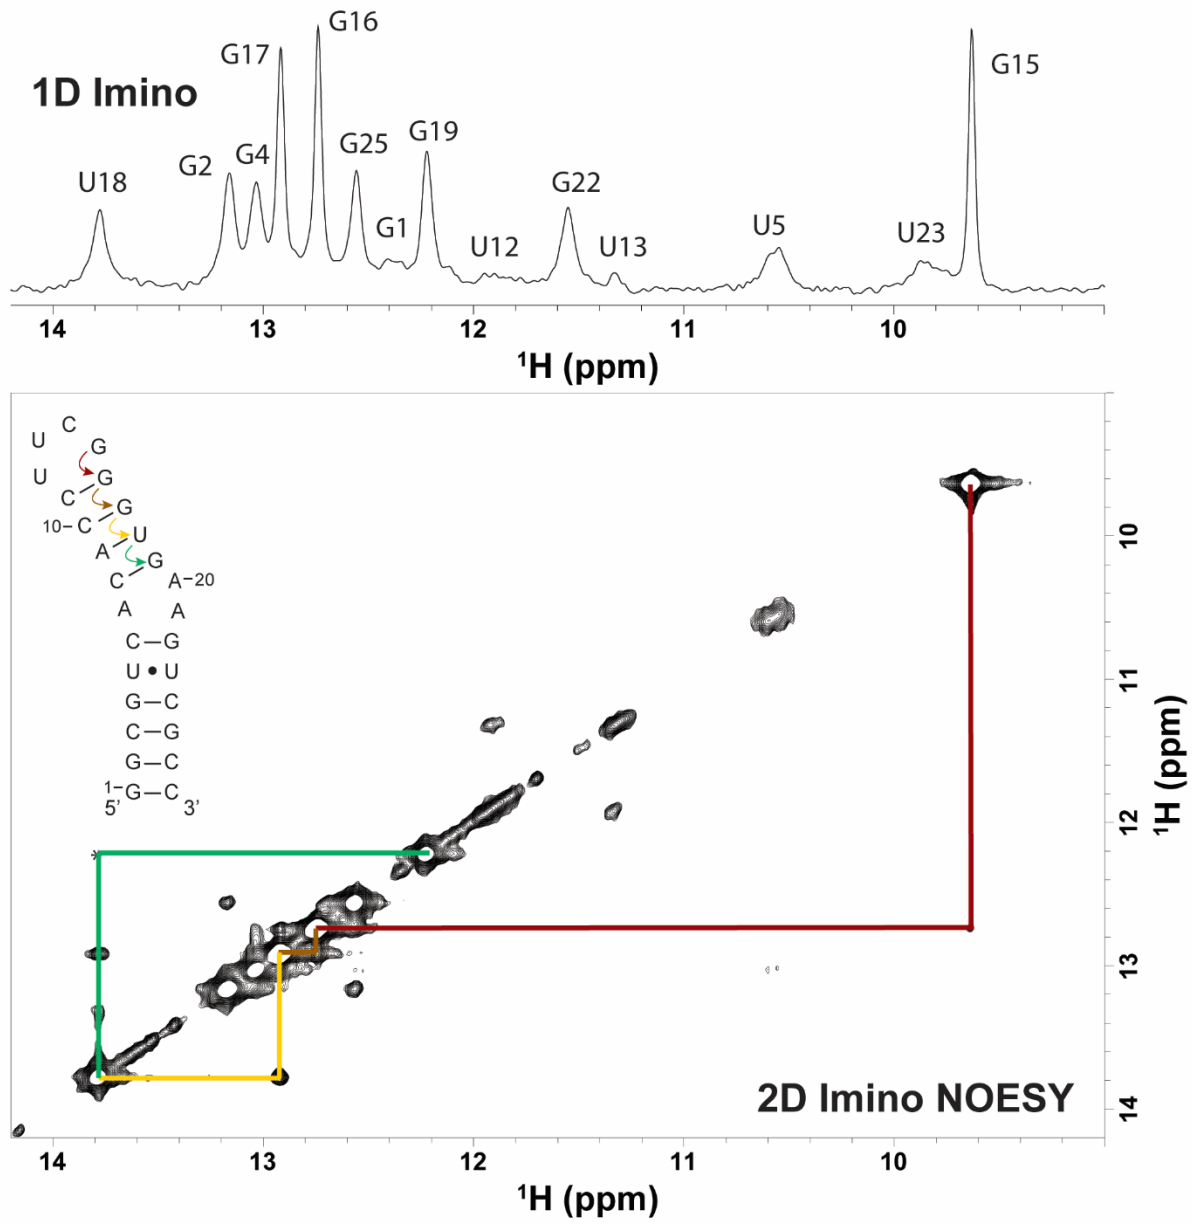 1D Imino
U18
G2
G4
G17
G16
G25
G1
G19
U12
G22
U13
U5
U23
G15
14 13 12 11 10
¹H (ppm)
C
U G
U G
C G
10-C U
A G
C A-20
A A
C G
U • U
G C
C G
G C
1-G C
5' 3'
*
10
11
12
13
14
¹H (ppm)
2D Imino NOESY
14 13 12 11 10
¹H (ppm)